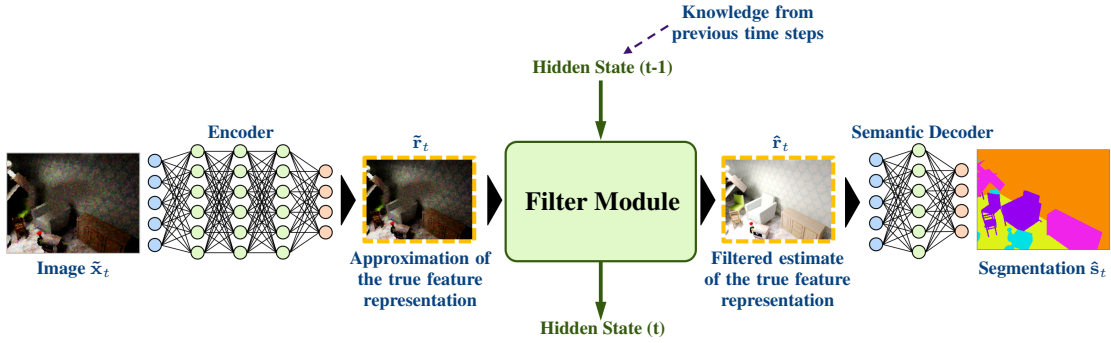 Knowledge from
previous time steps
Hidden State (t-1)
Encoder
Semantic Decoder
r̃ₜ
r̂ₜ
Filter Module
Image x̃ₜ
Approximation of
the true feature
representation
Filtered estimate
of the true feature
representation
Segmentation ŝₜ
Hidden State (t)